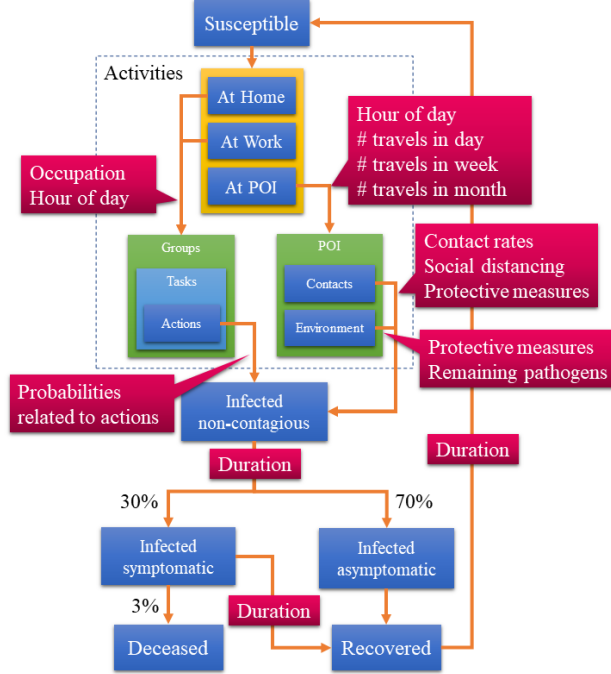 Susceptible
Activities
At Home
At Work
At POI
Hour of day
# travels in day
# travels in week
# travels in month
Occupation
Hour of day
Groups
Tasks
Actions
POI
Contacts
Environment
Contact rates
Social distancing
Protective measures
Protective measures
Remaining pathogens
Probabilities
related to actions
Infected
non-contagious
Duration
Duration
30%
70%
Infected
symptomatic
Infected
asymptomatic
3%
Duration
Deceased
Recovered